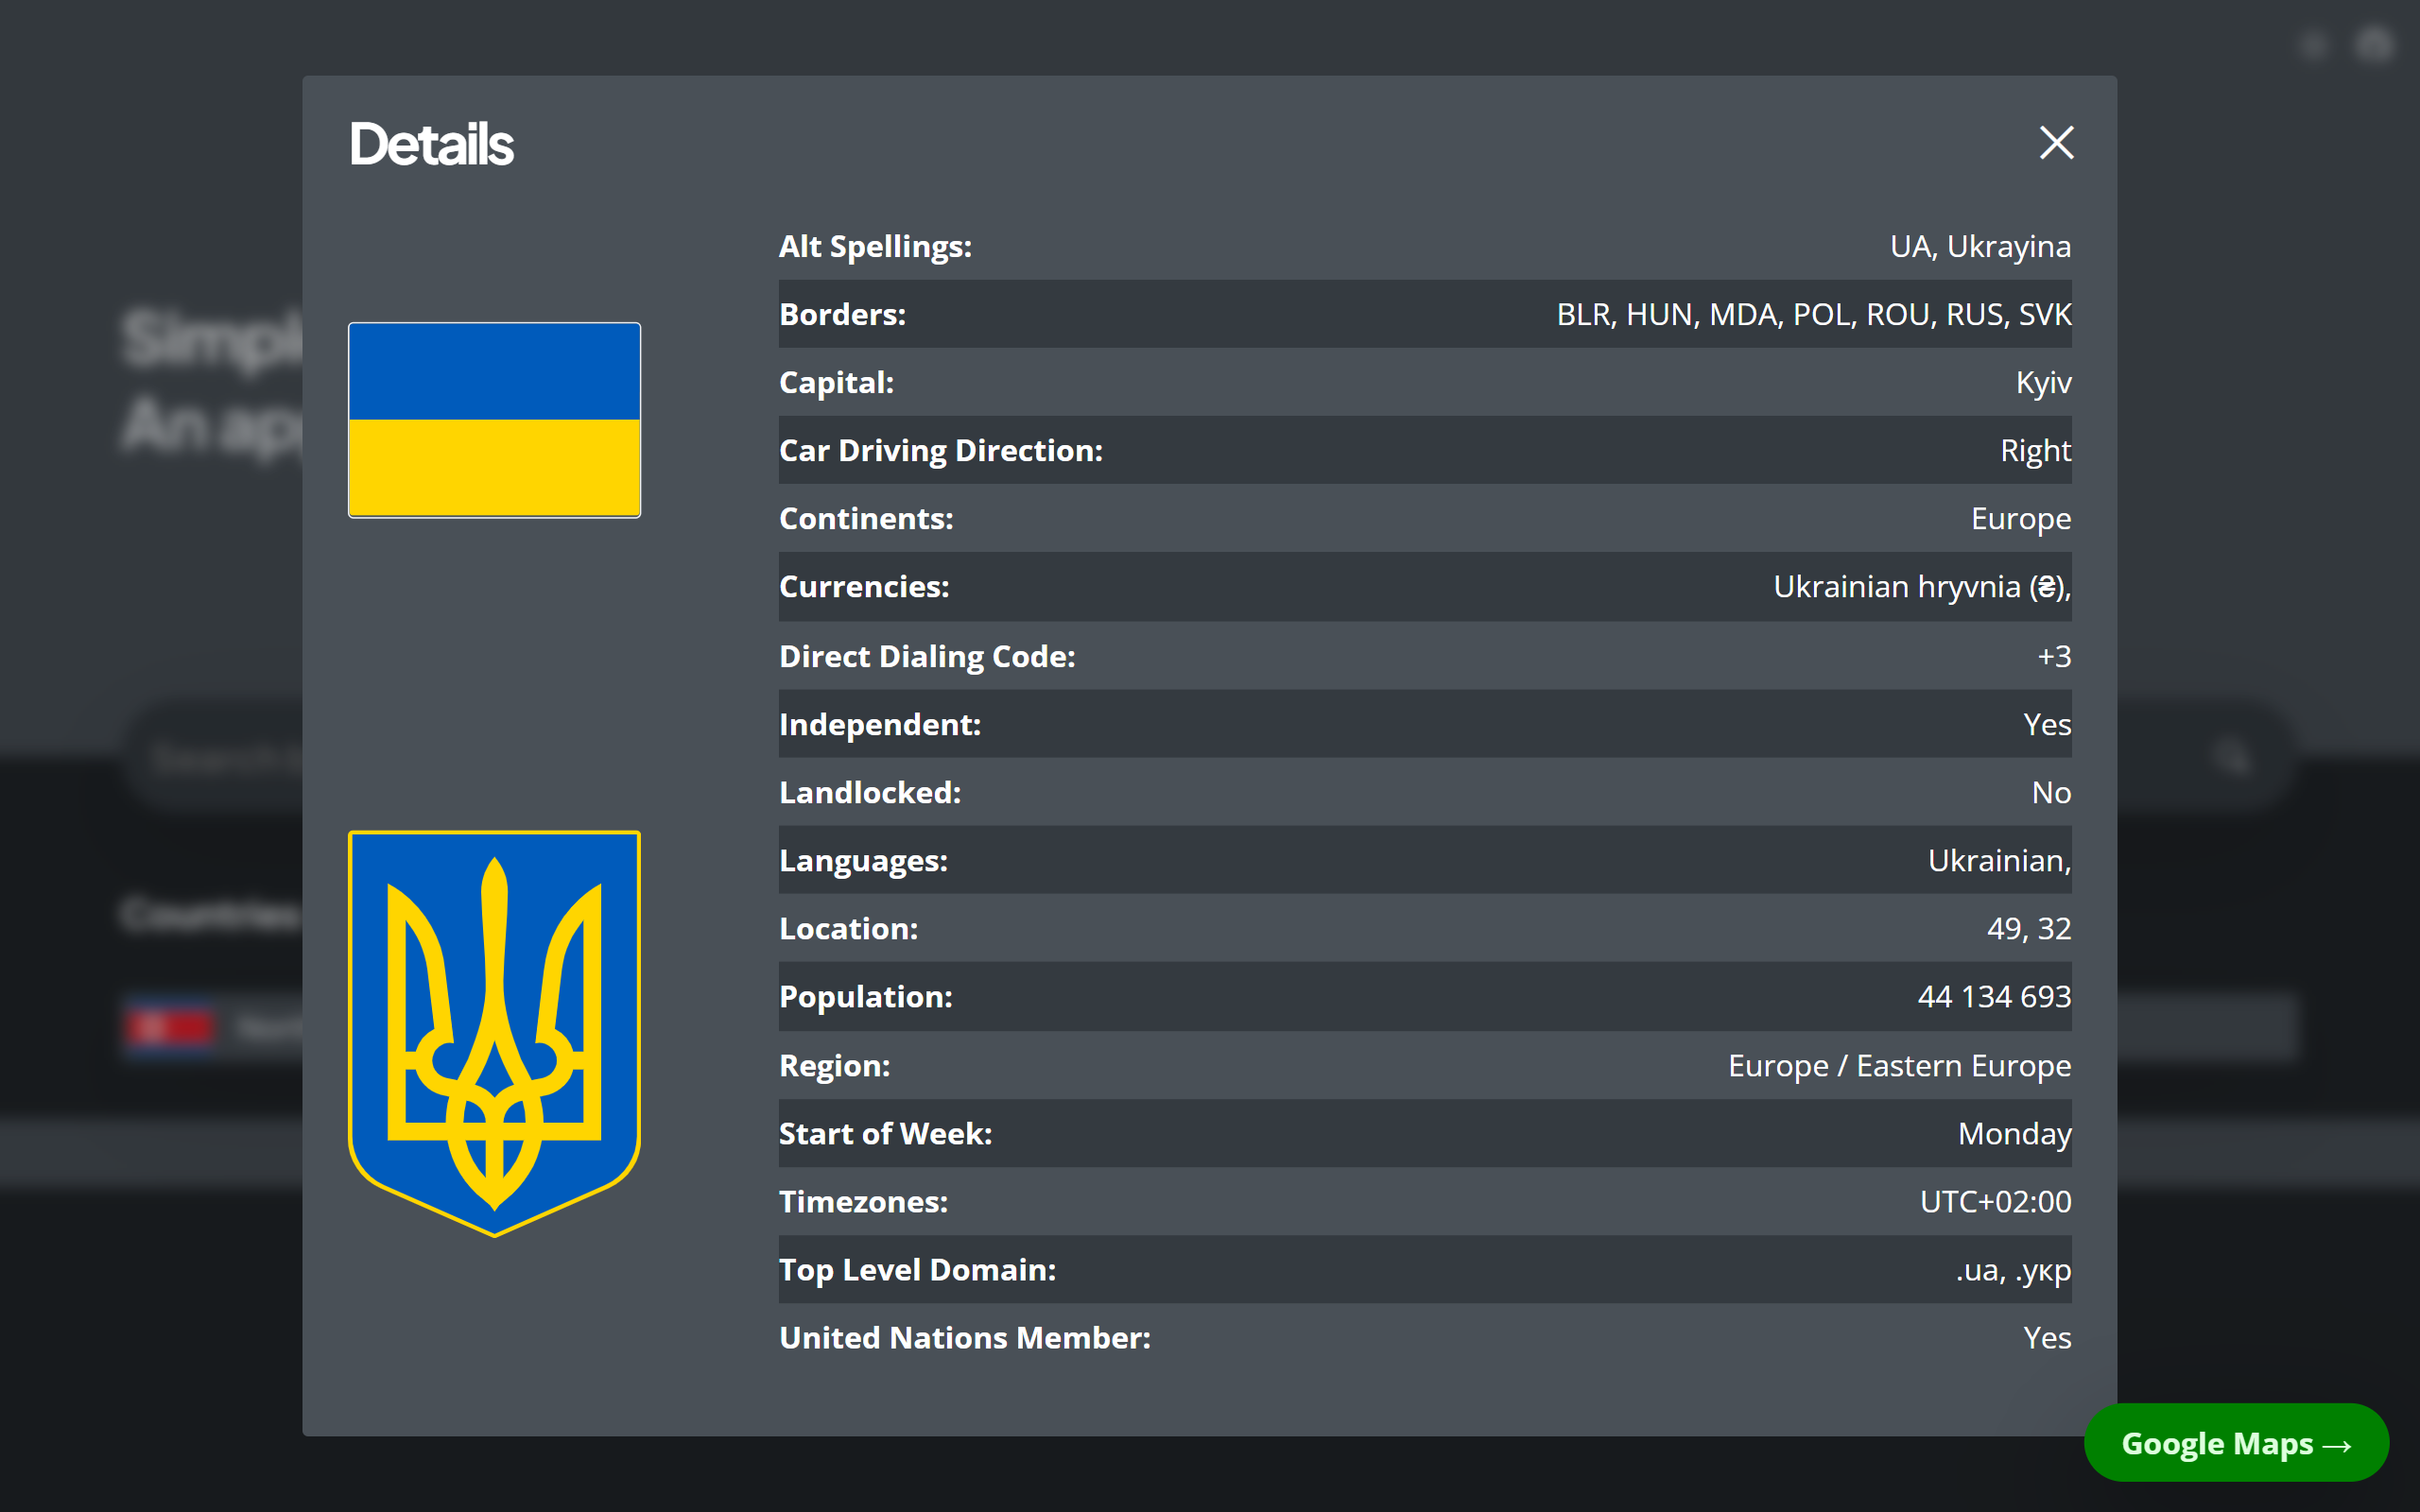 Details
Alt Spellings: UA, Ukrayina
Borders: BLR, HUN, MDA, POL, ROU, RUS, SVK
Capital: Kyiv
Car Driving Direction: Right
Continents: Europe
Currencies: Ukrainian hryvnia (₴),
Direct Dialing Code: +3
Independent: Yes
Landlocked: No
Languages: Ukrainian,
Location: 49, 32
Population: 44 134 693
Region: Europe / Eastern Europe
Start of Week: Monday
Timezones: UTC+02:00
Top Level Domain: .ua, .укр
United Nations Member: Yes
Google Maps →
Countries